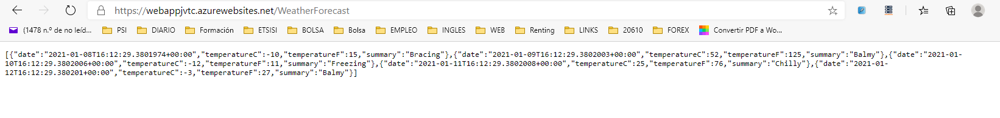 https://webappjvtc.azurewebsites.net/WeatherForecast
(1478 n.º de no leíd... PSI DIARIO Formación ETSISI BOLSA Bolsa EMPLEO INGLES WEB Renting LINKS 20610 FOREX Convertir PDF a Wo...
[{"date":"2021-01-08T16:12:29.3801974+00:00","temperatureC":-10,"temperatureF":15,"summary":"Bracing"},{"date":"2021-01-09T16:12:29.3802003+00:00","temperatureC":52,"temperatureF":125,"summary":"Balmy"},{"date":"2021-01-
10T16:12:29.3802006+00:00","temperatureC":-12,"temperatureF":11,"summary":"Freezing"},{"date":"2021-01-11T16:12:29.3802008+00:00","temperatureC":25,"temperatureF":76,"summary":"Chilly"},{"date":"2021-01-
12T16:12:29.380201+00:00","temperatureC":-3,"temperatureF":27,"summary":"Balmy"}]